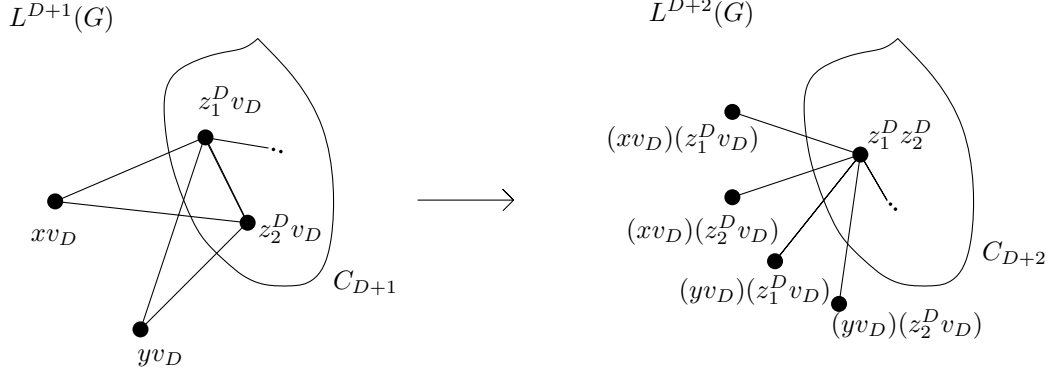 L^{D+1}(G)
z_1^D v_D
xv_D
z_2^D v_D
C_{D+1}
yv_D
L^{D+2}(G)
(xv_D)(z_1^D v_D)
z_1^D z_2^D
(xv_D)(z_2^D v_D)
C_{D+2}
(yv_D)(z_1^D v_D)
(yv_D)(z_2^D v_D)